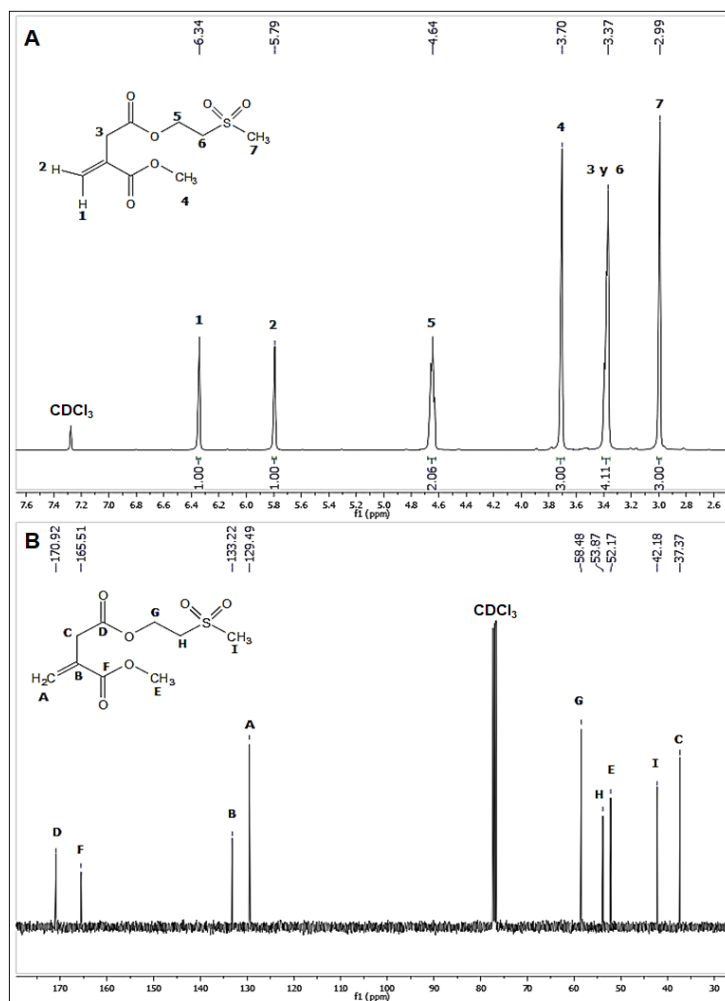 A
6.34
5.79
4.64
3.70
3.37
2.99
O
O
O
S
5
3
O
6
CH3
7
2
H
O
CH3
H
1
O
4
7
4
3 y 6
1
2
5
CDCl3
1.00
1.00
2.06
3.00
4.11
3.00
7.6 7.4 7.2 7.0 6.8 6.6 6.4 6.2 6.0 5.8 5.6 5.4 5.2 5.0 4.8 4.6 4.4 4.2 4.0 3.8 3.6 3.4 3.2 3.0 2.8 2.6
f1 (ppm)
B
170.92
165.51
133.22
129.49
58.48
53.87
52.17
42.18
37.37
O
O
O
S
G
C
D
O
H
CH3
I
F
B
O
CH3
A
O
E
CDCl3
G
A
C
E
I
H
B
D
F
170 160 150 140 130 120 110 100 90 80 70 60 50 40 30
f1 (ppm)